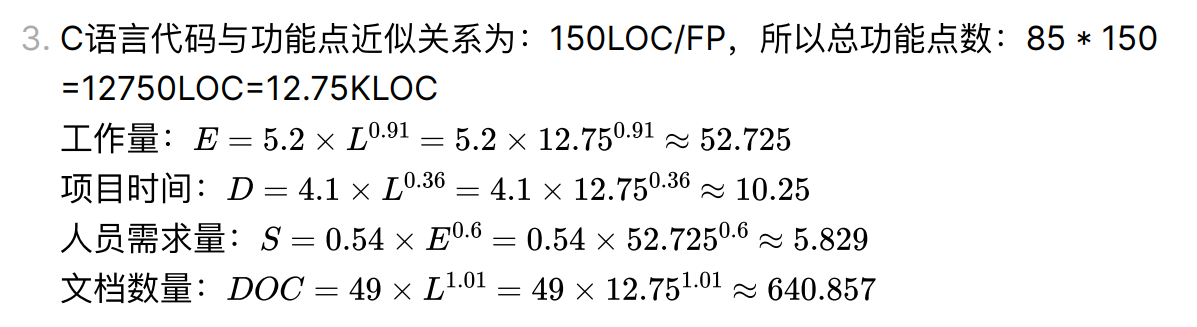 3. C语言代码与功能点近似关系为：150LOC/FP，所以总功能点数：85 * 150
=12750LOC=12.75KLOC
工作量：E = 5.2 × L^{0.91} = 5.2 × 12.75^{0.91} ≈ 52.725
项目时间：D = 4.1 × L^{0.36} = 4.1 × 12.75^{0.36} ≈ 10.25
人员需求量：S = 0.54 × E^{0.6} = 0.54 × 52.725^{0.6} ≈ 5.829
文档数量：DOC = 49 × L^{1.01} = 49 × 12.75^{1.01} ≈ 640.857